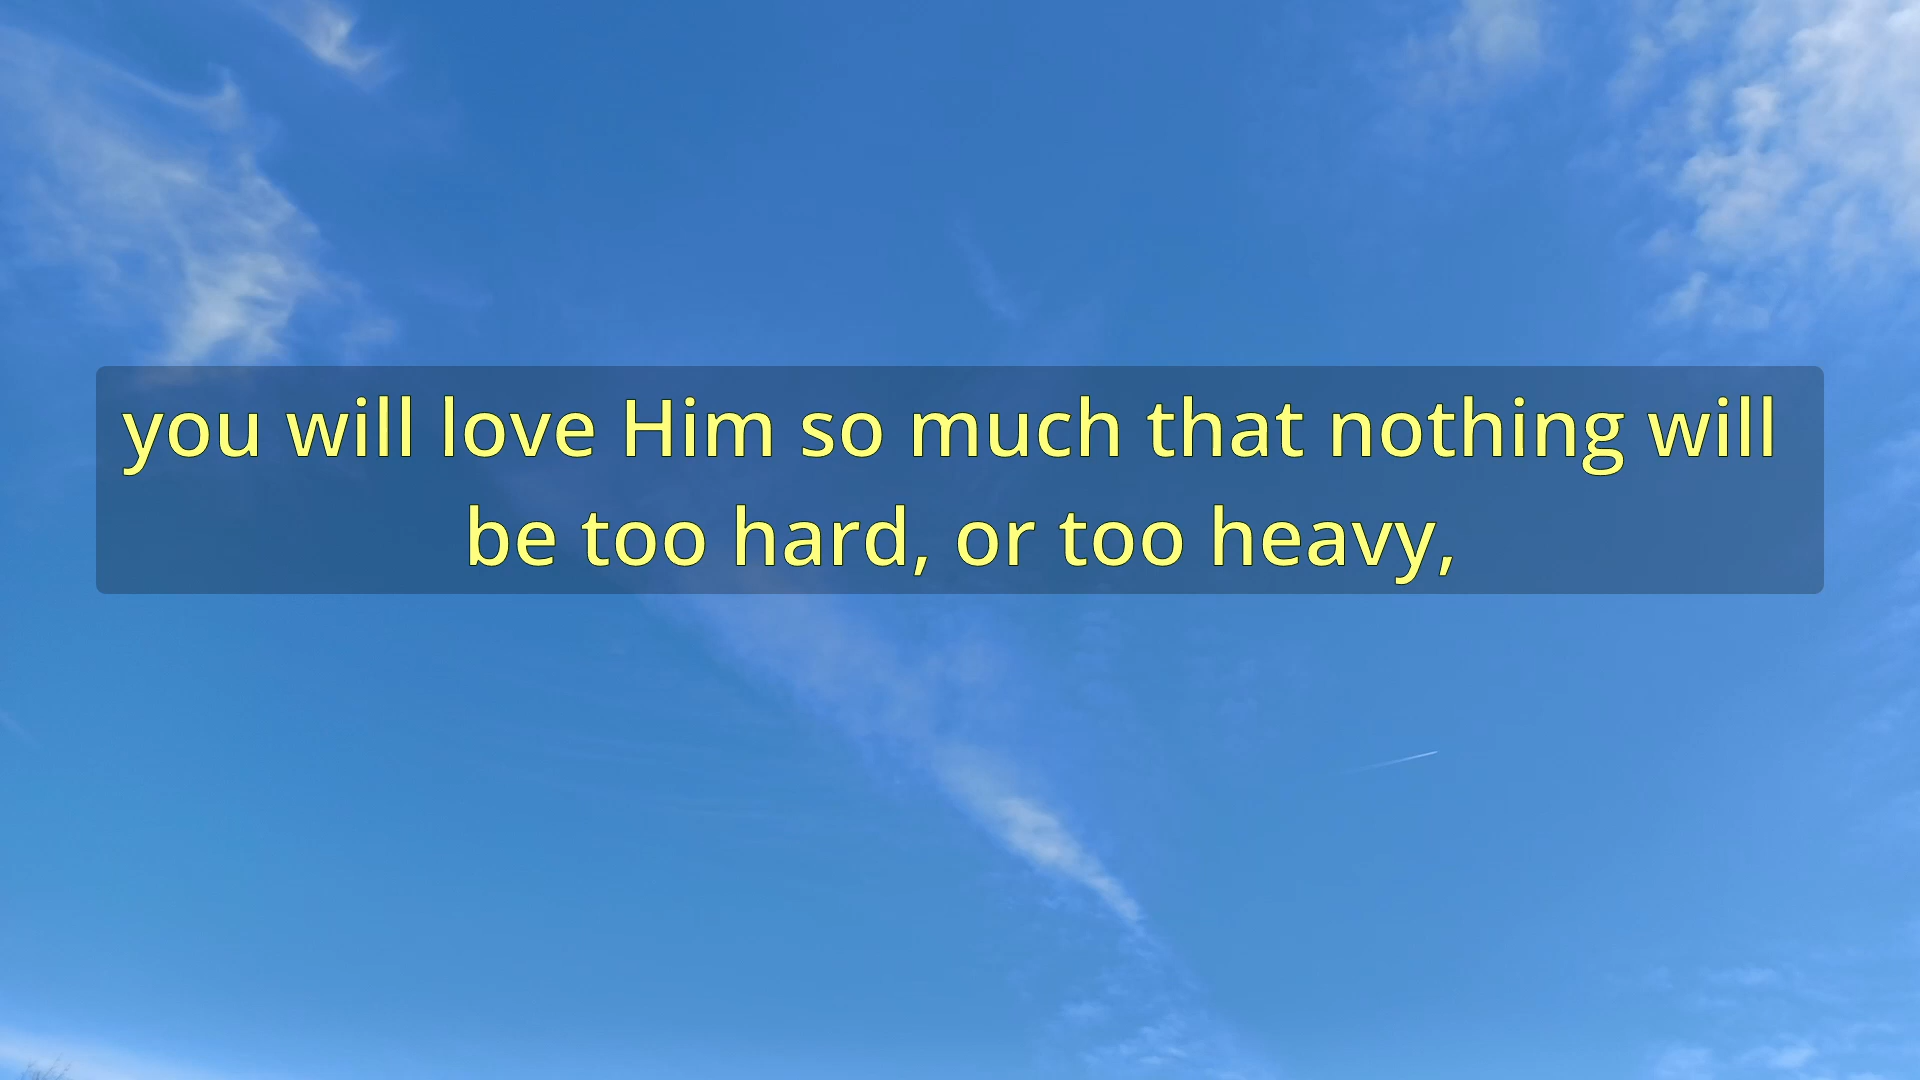 you will love Him so much that nothing will
be too hard, or too heavy,